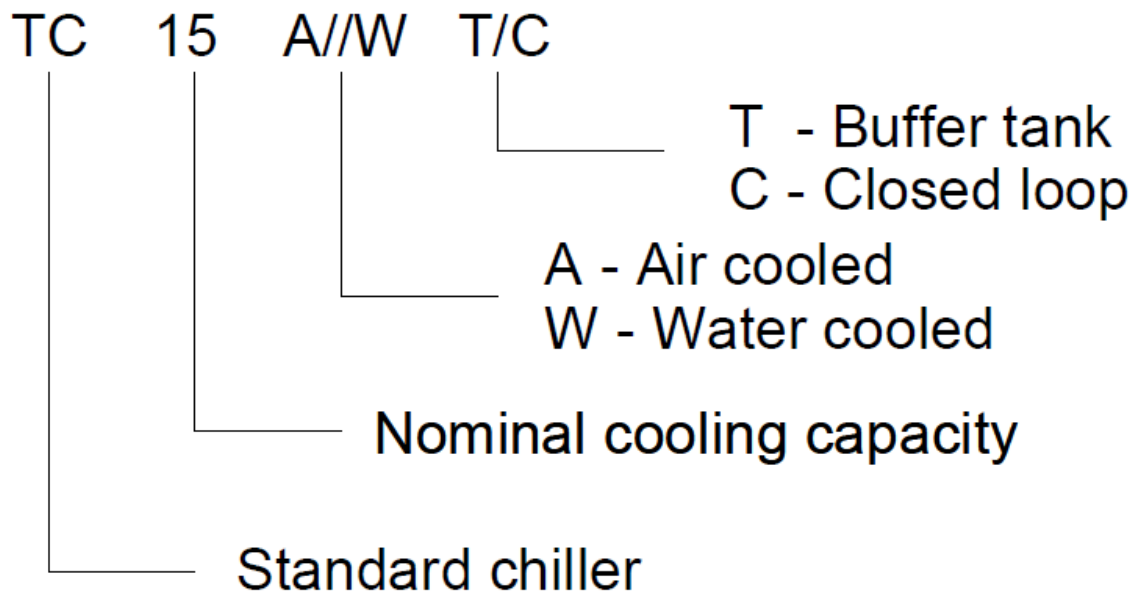 TC 15 A//W T/C
T - Buffer tank
C - Closed loop
A - Air cooled
W - Water cooled
Nominal cooling capacity
Standard chiller